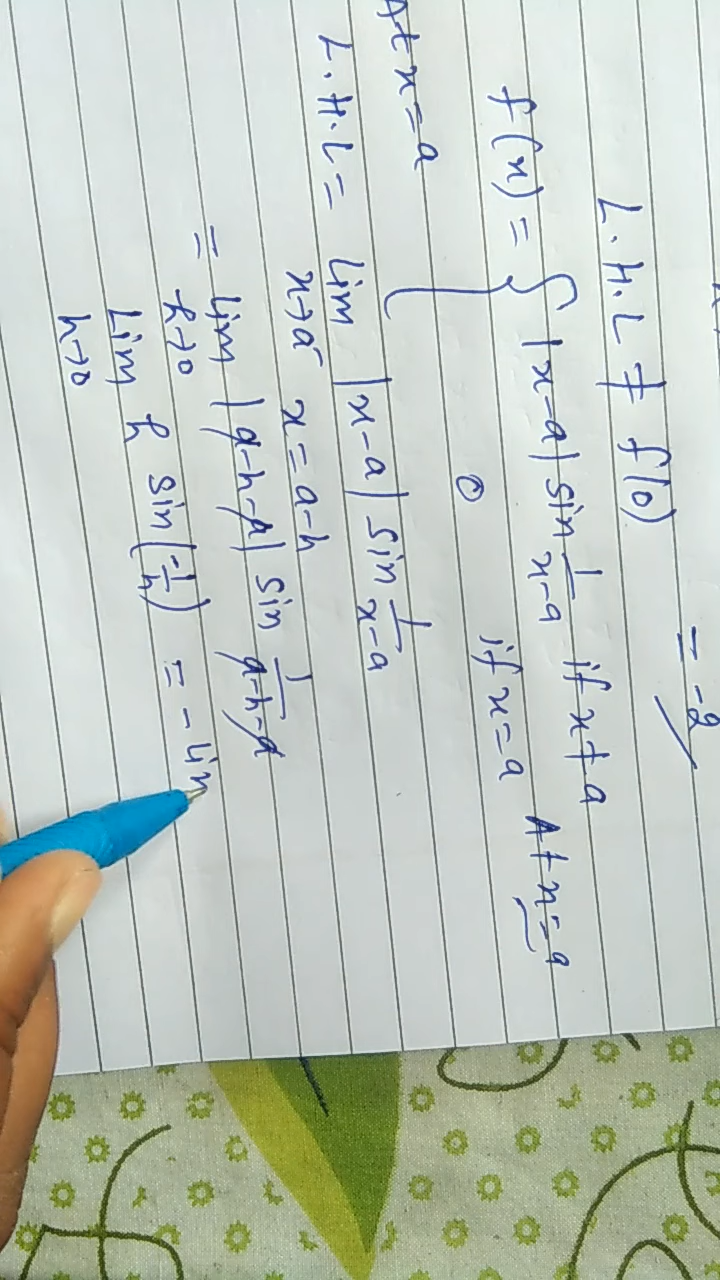 = -2
L.H.L ≠ f(0)
f(x) = { |x-a| sin 1/x-a if x≠a At x=a
0 if x=a
At x=a
L.H.L = Lim x→a⁻ |x-a| sin 1/x-a
x=a-h
= Lim h→0 |a-h-a| sin 1/a-h-a
Lim h→0 h sin(-1/h) = - Lim